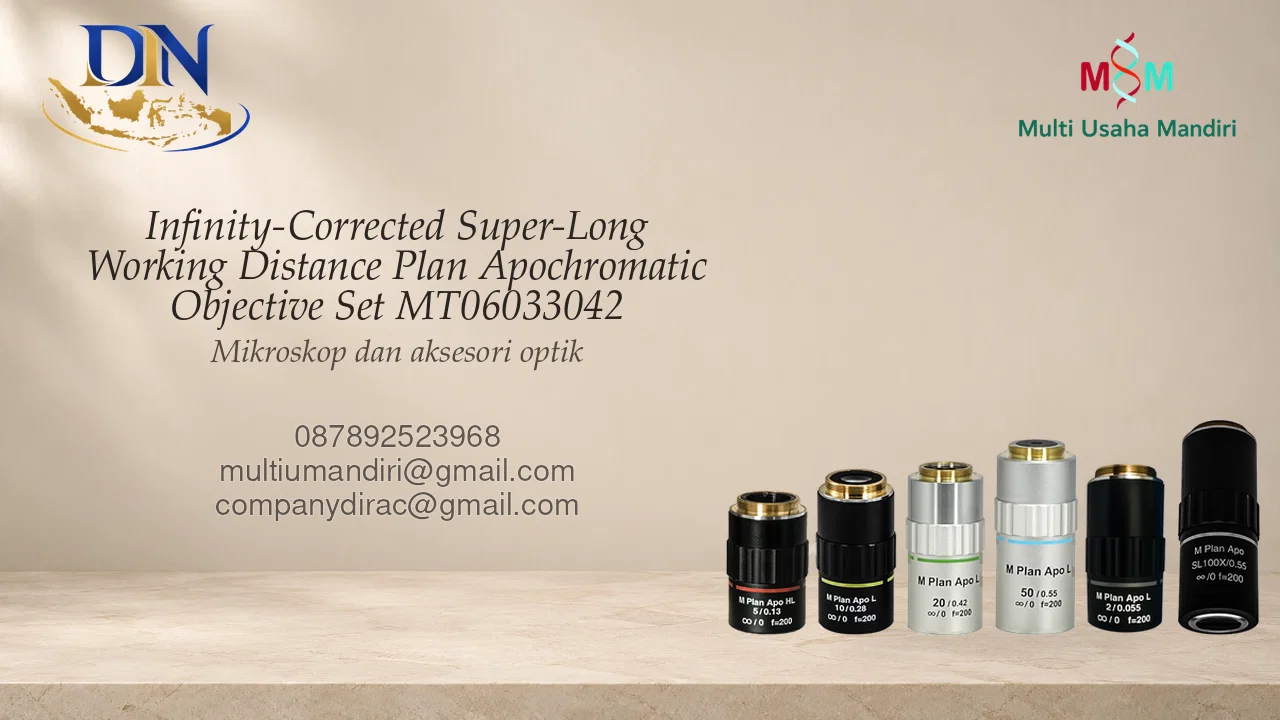 DIN
M M
Multi Usaha Mandiri
Infinity-Corrected Super-Long
Working Distance Plan Apochromatic
Objective Set MT06033042
Mikroskop dan aksesori optik
087892523968
multiumandiri@gmail.com
companydirac@gmail.com
M Plan Apo HL
5/0.13
∞/0 f=200
M Plan Apo L
10/0.28
∞/0 f=200
M Plan Apo L
20/0.42
∞/0 f=200
M Plan Apo L
50/0.55
∞/0 f=200
M Plan Apo L
2/0.055
∞/0 f=200
M Plan Apo
SL100X/0.55
∞/0 f=200